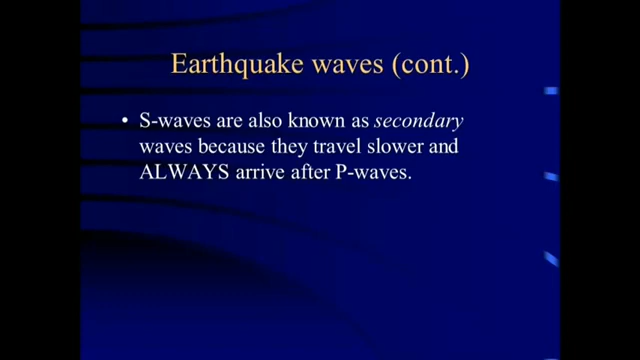 Earthquake waves (cont.)
• S-waves are also known as secondary
waves because they travel slower and
ALWAYS arrive after P-waves.